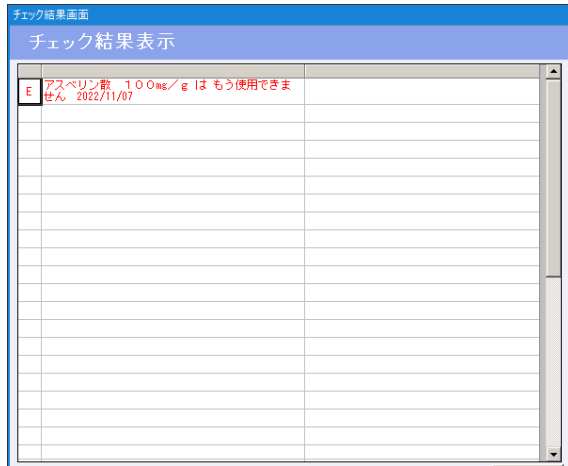 チェック結果画面
チェック結果表示
E
アスベリン散　１００㎎／ｇ は もう使用できま
せん　2022/11/07